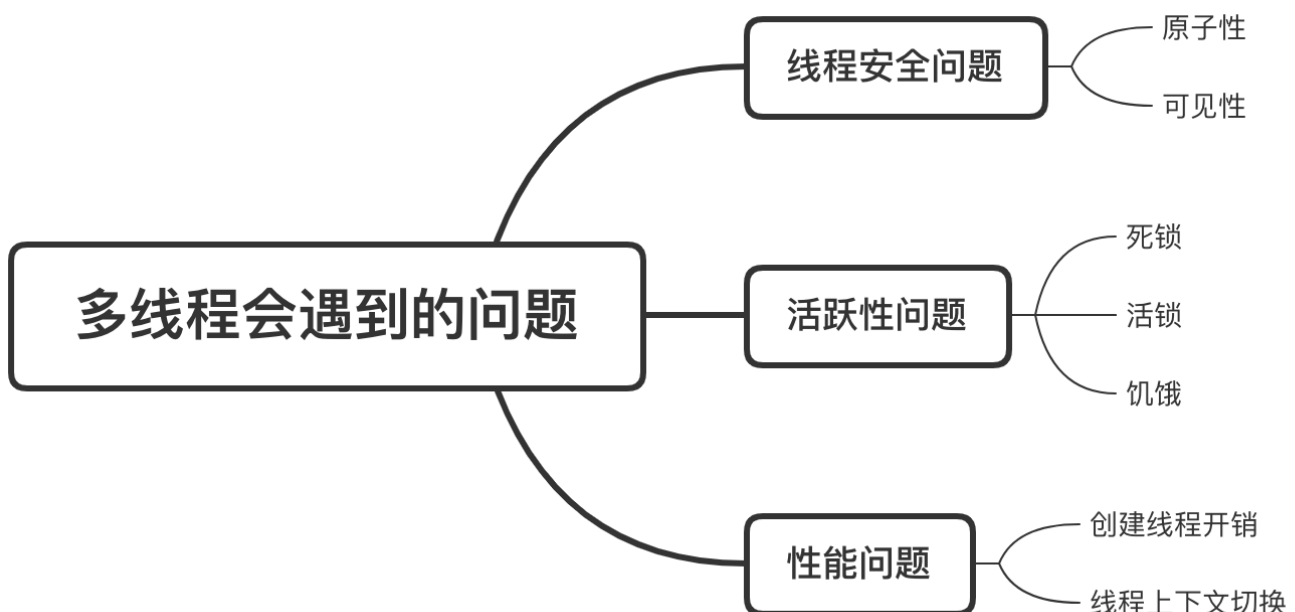 多线程会遇到的问题
线程安全问题
原子性
可见性
活跃性问题
死锁
活锁
饥饿
性能问题
创建线程开销
线程上下文切换